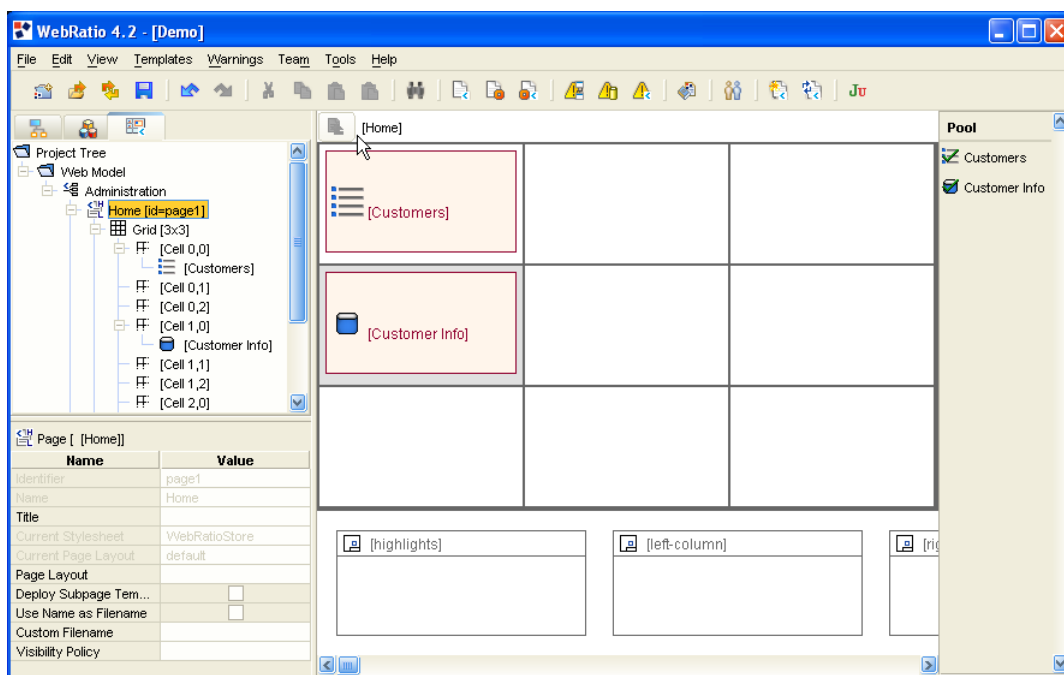 WebRatio 4.2 - [Demo]
File Edit View Templates Warnings Team Tools Help
Ju
[Home]
Pool
Project Tree
Web Model
Administration
Home [id=page1]
Grid [3x3]
[Cell 0,0]
[Customers]
[Cell 0,1]
[Cell 0,2]
[Cell 1,0]
[Customer Info]
[Cell 1,1]
[Cell 1,2]
[Cell 2,0]
[Customers]
[Customer Info]
Customers
Customer Info
Page [ [Home]]
Name Value
Identifier page1
Name Home
Title
Current Stylesheet WebRatioStore
Current Page Layout default
Page Layout
Deploy Subpage Tem...
Use Name as Filename
Custom Filename
Visibility Policy
[highlights]
[left-column]
[rig